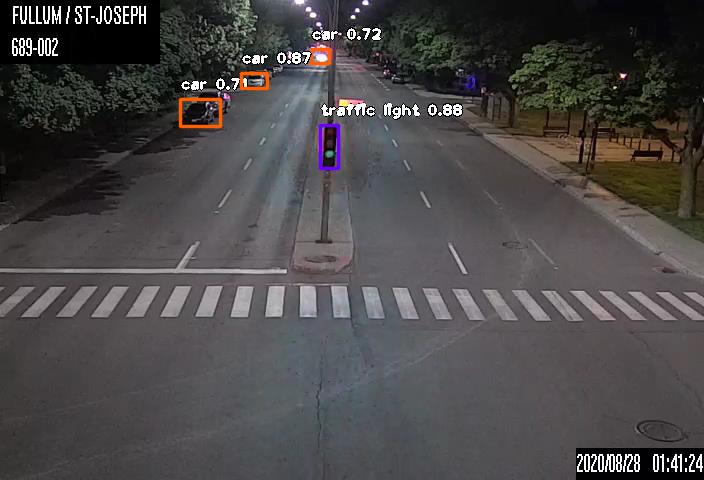 FULLUM / ST-JOSEPH
689-002
car 0.72
car 0.87
car 0.71
traffic light 0.88
2020/08/28 01:41:24